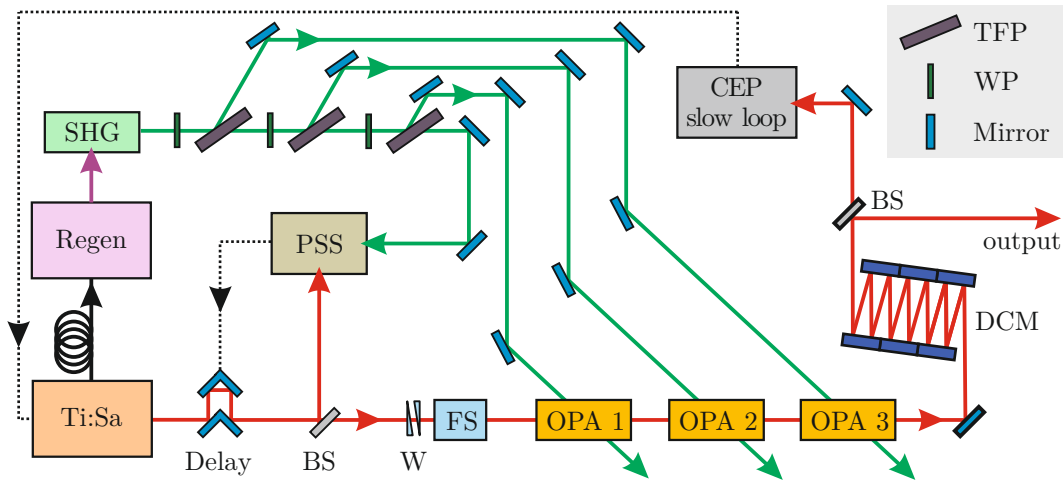 TFP
WP
Mirror
CEP
slow loop
SHG
Regen
PSS
BS
output
DCM
Ti:Sa
FS
OPA 1
OPA 2
OPA 3
Delay
BS
W